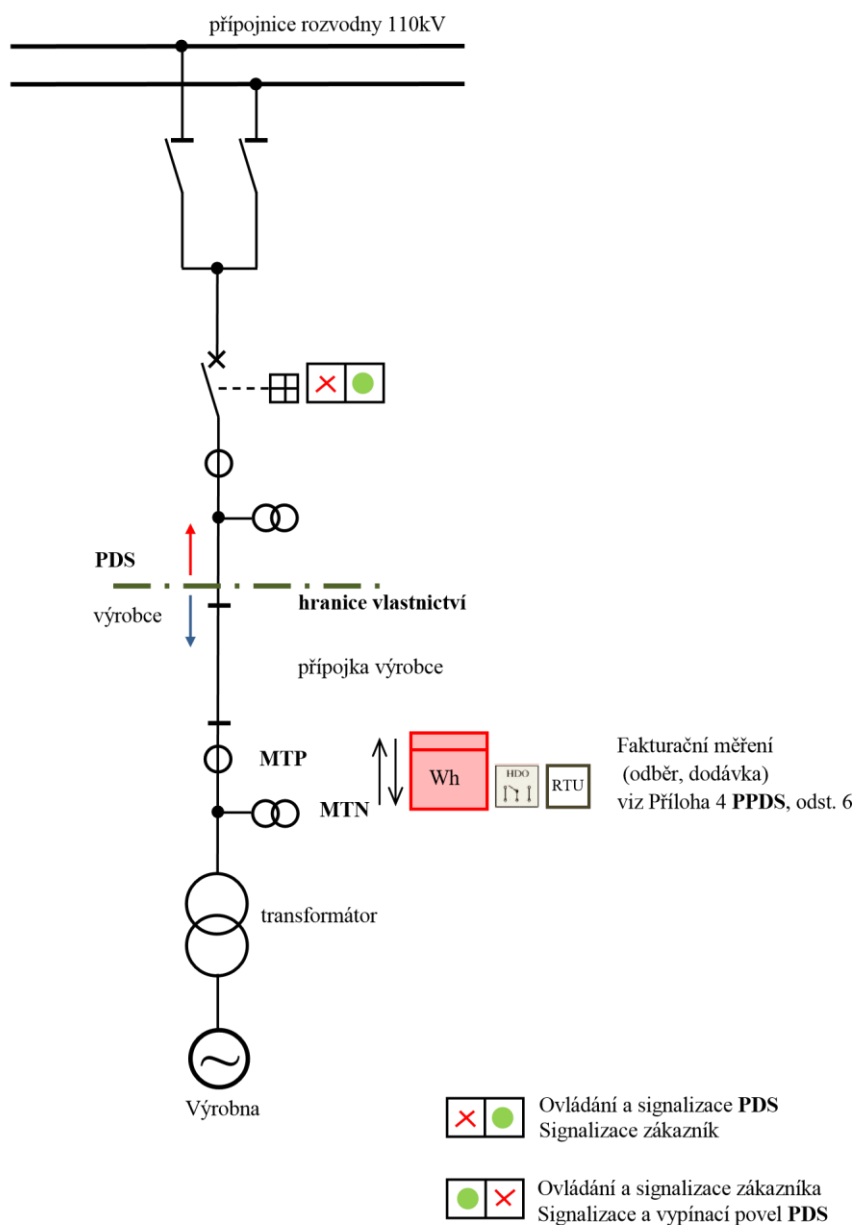 přípojnice rozvodny 110kV
PDS
výrobce
hranice vlastnictví
přípojka výrobce
MTP
MTN
Wh
HDO
RTU
Fakturační měření
(odběr, dodávka)
viz Příloha 4 PPDS, odst. 6
transformátor
Výrobna
Ovládání a signalizace PDS
Signalizace zákazník
Ovládání a signalizace zákazníka
Signalizace a vypínací povel PDS